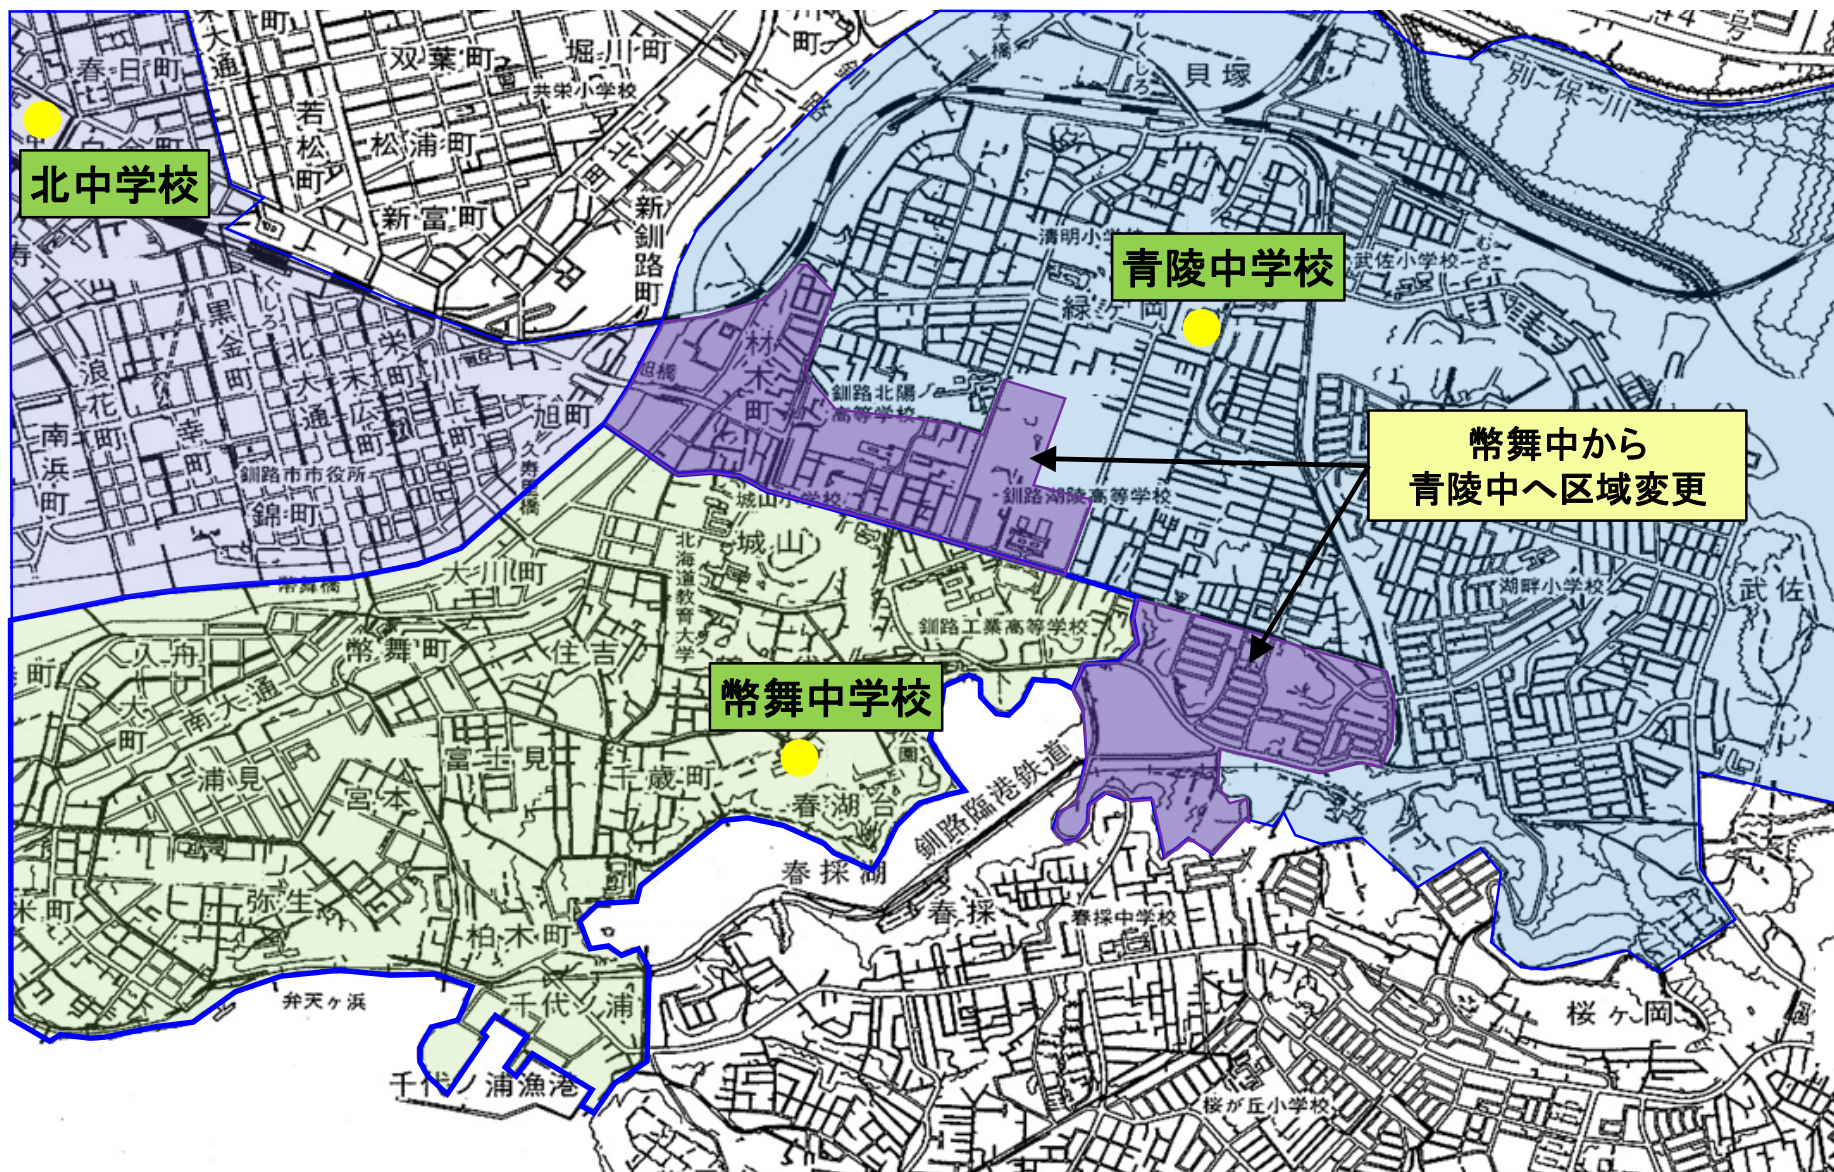 春日町
双葉町
堀川町
共栄小学校
若松町
松浦町
新富町
新釧路町
北中学校
貝塚
別保川
清明小学校
青陵中学校
武佐小学校
むさ
緑ヶ岡
材木町
旭橋
釧路北陽
高等学校
幣舞中から
青陵中へ区域変更
黒金町
くしろ
北大通
末広町
栄町
川上町
旭町
浪花町
幸町
南浜町
釧路市市役所
錦町
久寿里橋
幣舞橋
城山小学校
釧路湖陵高等学校
城山
北海道教育大学
大川町
釧路工業高等学校
湖畔小学校
武佐
入舟
幣舞町
住吉
大町
南大通
幣舞中学校
公園
浦見
宮本
富士見
千歳町
春湖台
釧路臨港鉄道
春採湖
春採
春採中学校
米町
弥生
柏木町
弁天ヶ浜
千代ノ浦
千代ノ浦漁港
桜ヶ岡
桜が丘小学校